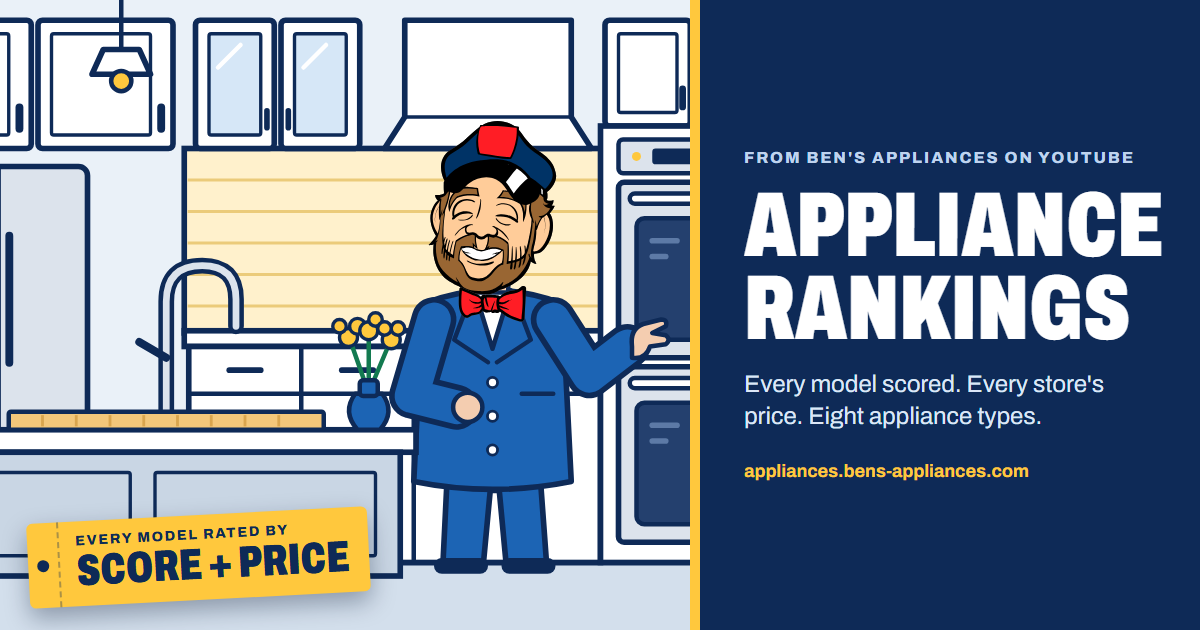 FROM BEN'S APPLIANCES ON YOUTUBE
APPLIANCE
RANKINGS
Every model scored. Every store's
price. Eight appliance types.
appliances.bens-appliances.com
EVERY MODEL RATED BY
SCORE + PRICE